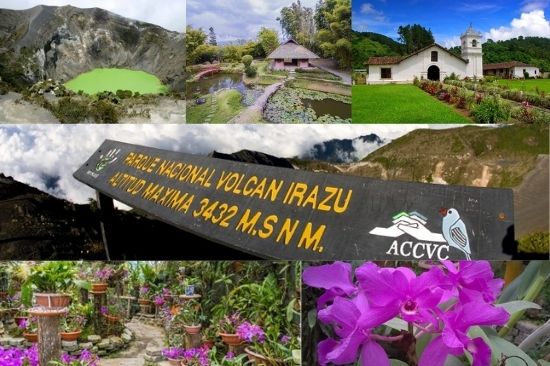 PARQUE NACIONAL VOLCAN IRAZU
ALTITUD MAXIMA 3432 M.S N M.
ACCVC